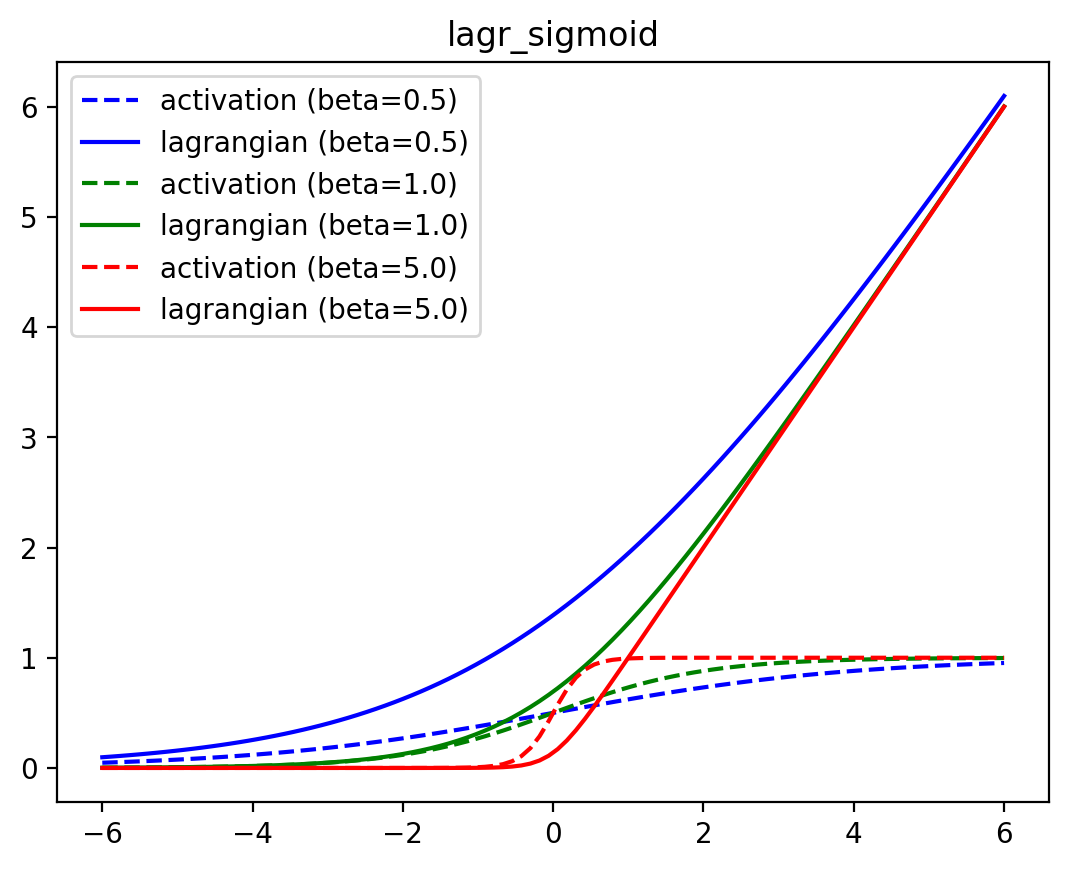 lagr_sigmoid
activation (beta=0.5)
lagrangian (beta=0.5)
activation (beta=1.0)
lagrangian (beta=1.0)
activation (beta=5.0)
lagrangian (beta=5.0)
6
5
4
3
2
1
0
−6 −4 −2 0 2 4 6